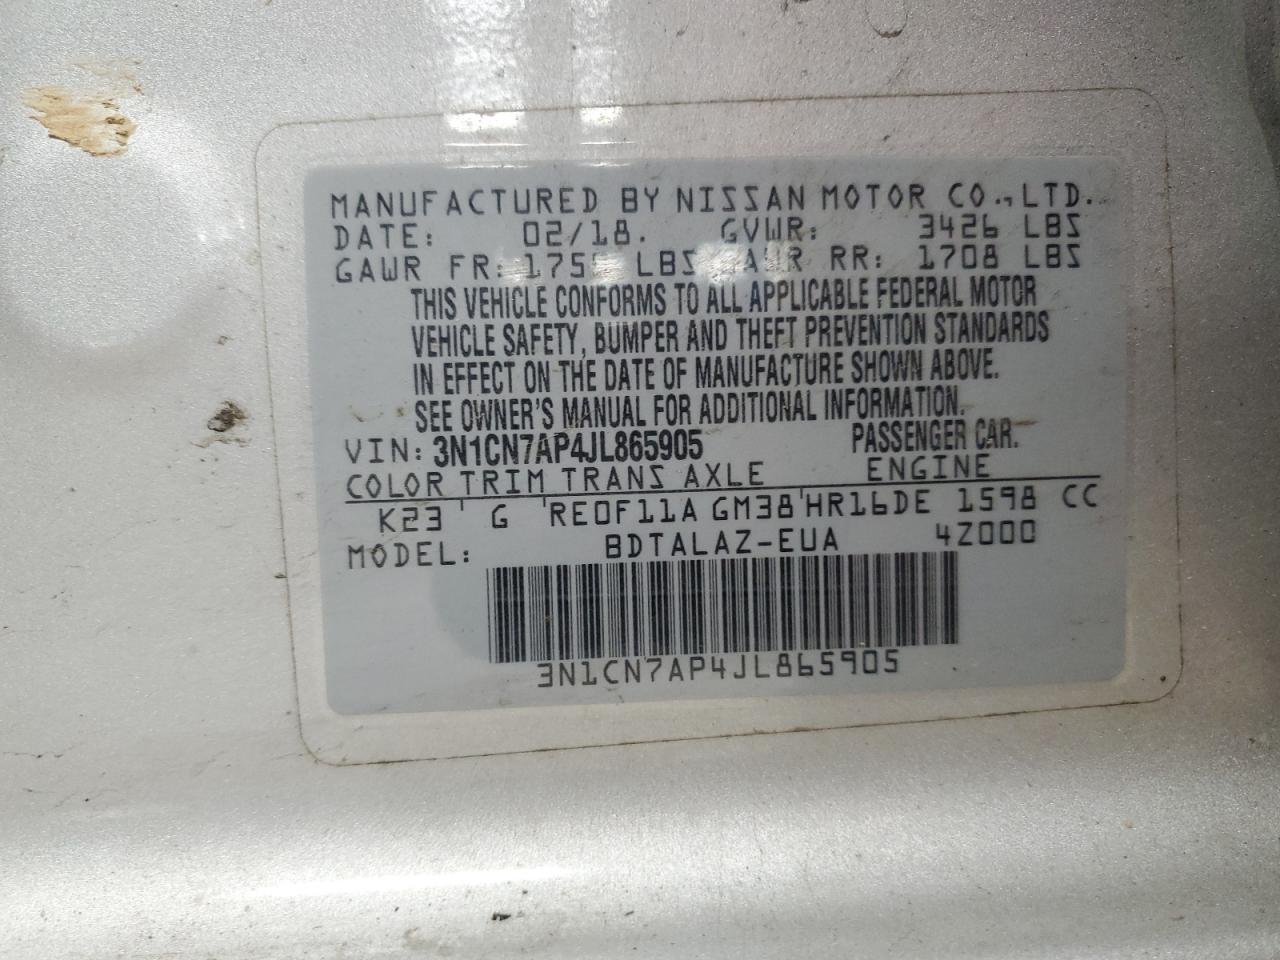 MANUFACTURED BY NISSAN MOTOR CO., LTD.
DATE: 02/18. GVWR: 3426 LBS
GAWR FR: LBS GAWR RR: 1708 LBS
THIS VEHICLE CONFORMS TO ALL APPLICABLE FEDERAL MOTOR
VEHICLE SAFETY, BUMPER AND THEFT PREVENTION STANDARDS
IN EFFECT ON THE DATE OF MANUFACTURE SHOWN ABOVE.
SEE OWNER'S MANUAL FOR ADDITIONAL INFORMATION.
VIN: 3N1CN7AP4JL865905 PASSENGER CAR.
COLOR TRIM TRANS AXLE ENGINE
K23 G RE0F11A GM38 HR16DE 1598 CC
MODEL: BDTALAZ-EUA 4Z000
3N1CN7AP4JL865905